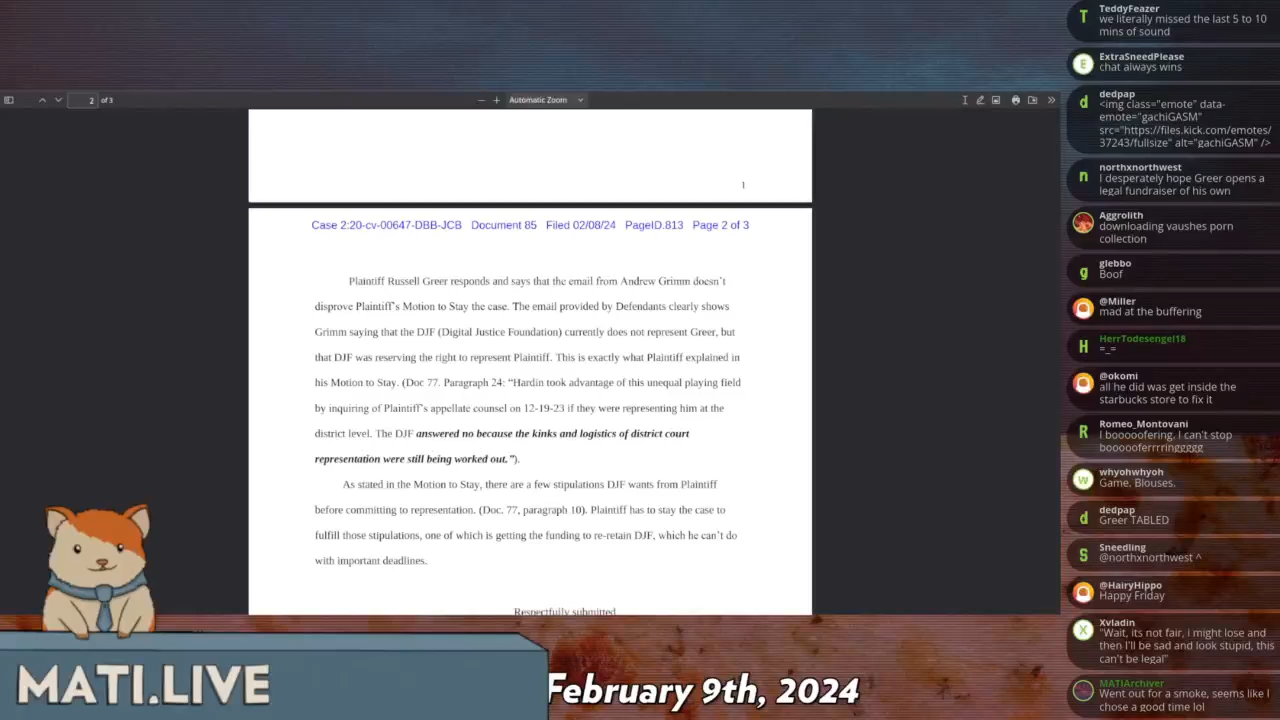 2 of 3
Automatic Zoom
1
Case 2:20-cv-00647-DBB-JCB Document 85 Filed 02/08/24 PageID.813 Page 2 of 3
Plaintiff Russell Greer responds and says that the email from Andrew Grimm doesn't
disprove Plaintiff's Motion to Stay the case. The email provided by Defendants clearly shows
Grimm saying that the DJF (Digital Justice Foundation) currently does not represent Greer, but
that DJF was reserving the right to represent Plaintiff. This is exactly what Plaintiff explained in
his Motion to Stay. (Doc 77. Paragraph 24: “Hardin took advantage of this unequal playing field
by inquiring of Plaintiff's appellate counsel on 12-19-23 if they were representing him at the
district level. The DJF answered no because the kinks and logistics of district court
representation were still being worked out.”).
As stated in the Motion to Stay, there are a few stipulations DJF wants from Plaintiff
before committing to representation. (Doc. 77, paragraph 10). Plaintiff has to stay the case to
fulfill those stipulations, one of which is getting the funding to re-retain DJF, which he can't do
with important deadlines.
Respectfully submitted
MATI.LIVE
February 9th, 2024
T
TeddyFeazer
we literally missed the last 5 to 10
mins of sound
E
ExtraSneedPlease
chat always wins
d
dedpap
<img class="emote" data-
emote="gachiGASM"
src="https://files.kick.com/emotes/
37243/fullsize" alt="gachiGASM" />
n
northxnorthwest
I desperately hope Greer opens a
legal fundraiser of his own
Aggrolith
downloading vaushes porn
collection
g
glebbo
Boof
@Miller
mad at the buffering
H
HerrTodesengel18
=_=
@okomi
all he did was get inside the
starbucks store to fix it
R
Romeo_Montovani
I booooofering, I can't stop
boooooferrrringgggg
W
whyohwhyoh
Game, Blouses.
d
dedpap
Greer TABLED
S
Sneedling
@northxnorthwest ^
@HairyHippo
Happy Friday
X
Xvladin
"Wait, its not fair, i might lose and
then I'll be sad and look stupid, this
can't be legal"
MATIArchiver
Went out for a smoke, seems like I
chose a good time lol